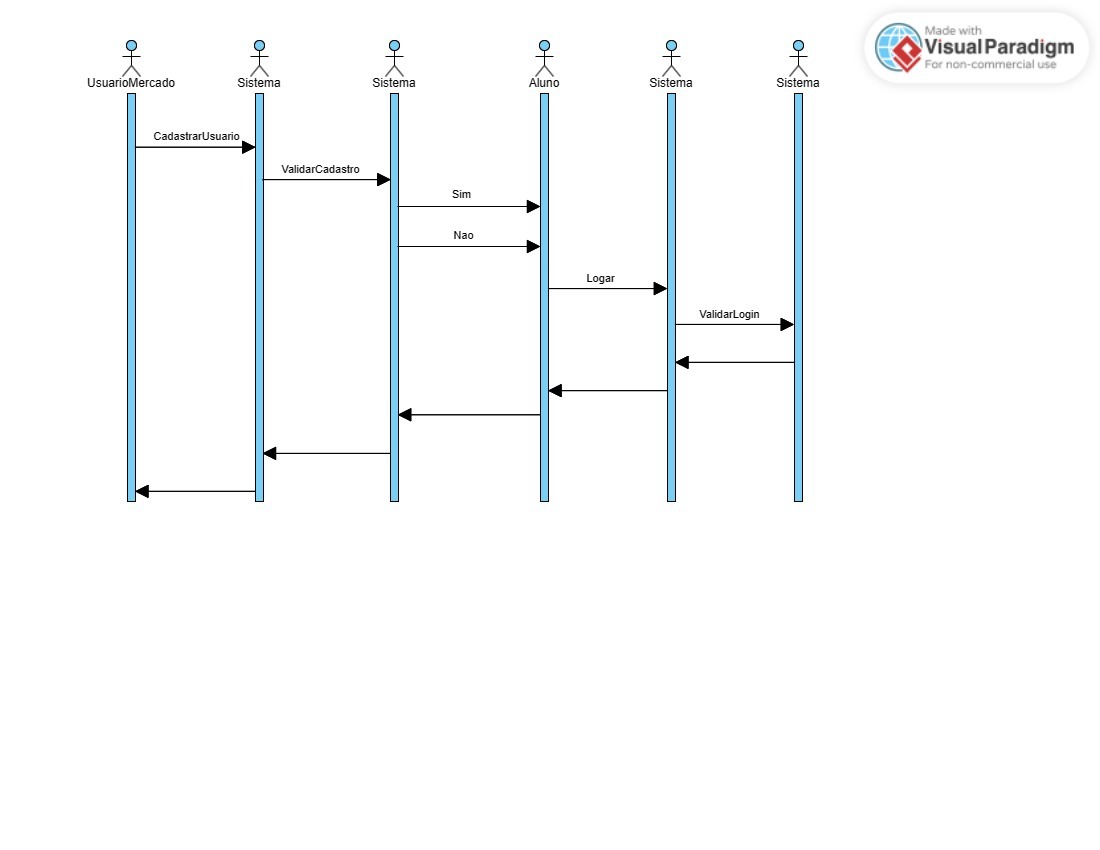 Made with
Visual Paradigm
For non-commercial use
UsuarioMercado
Sistema
Sistema
Aluno
Sistema
Sistema
CadastrarUsuario
ValidarCadastro
Sim
Nao
Logar
ValidarLogin